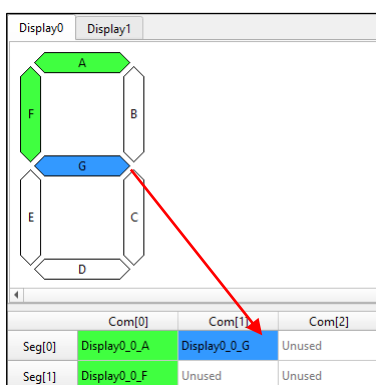 Display0 Display1
A
F B
G
E C
D
Com[0] Com[1] Com[2]
Seg[0] Display0_0_A Display0_0_G Unused
Seg[1] Display0_0_F Unused Unused